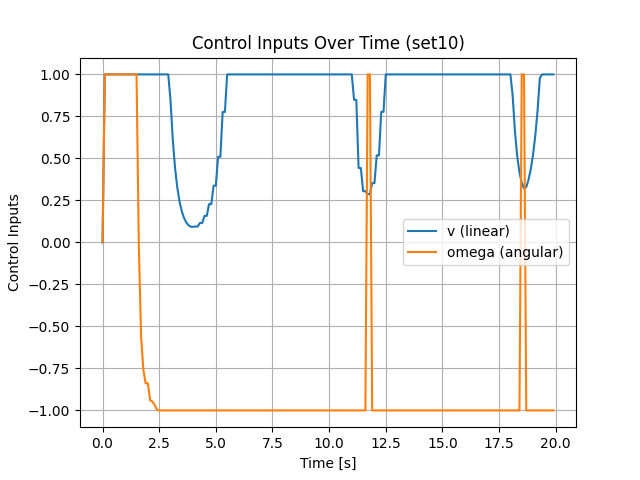 Control Inputs Over Time (set10)
1.00
0.75
0.50
0.25
0.00
−0.25
−0.50
−0.75
−1.00
Control Inputs
v (linear)
omega (angular)
0.0 2.5 5.0 7.5 10.0 12.5 15.0 17.5 20.0
Time [s]